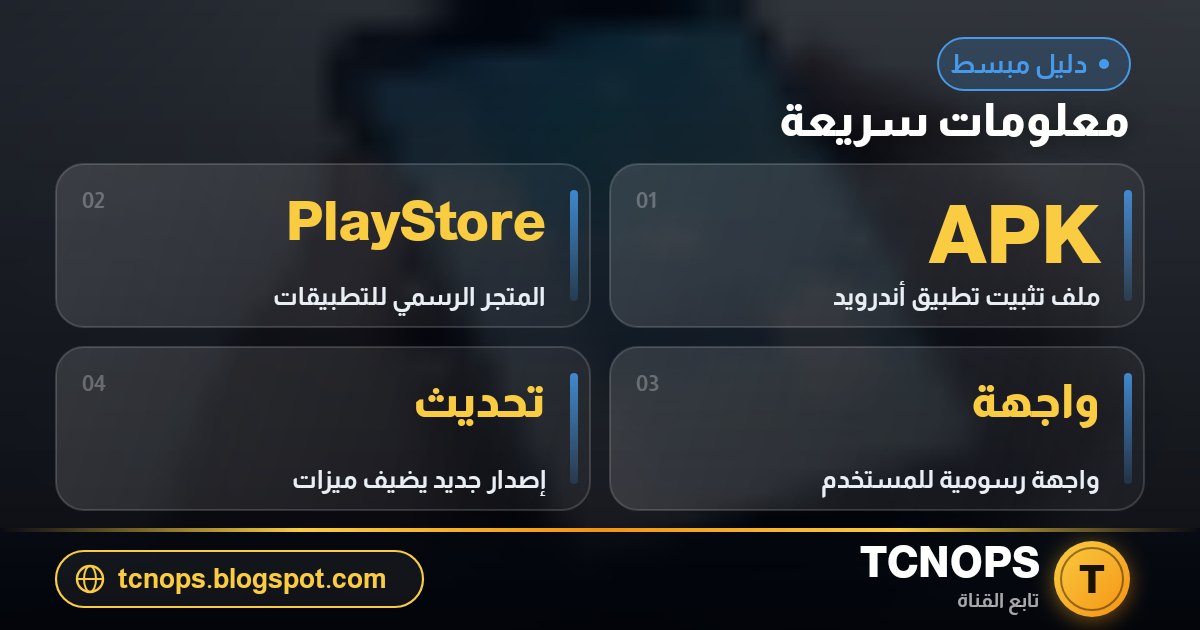 دليل مبسط
معلومات سريعة
01
APK
ملف تثبيت تطبيق أندرويد
02
PlayStore
المتجر الرسمي للتطبيقات
03
واجهة
واجهة رسومية للمستخدم
04
تحديث
إصدار جديد يضيف ميزات
T
TCNOPS
تابع القناة
tcnops.blogspot.com